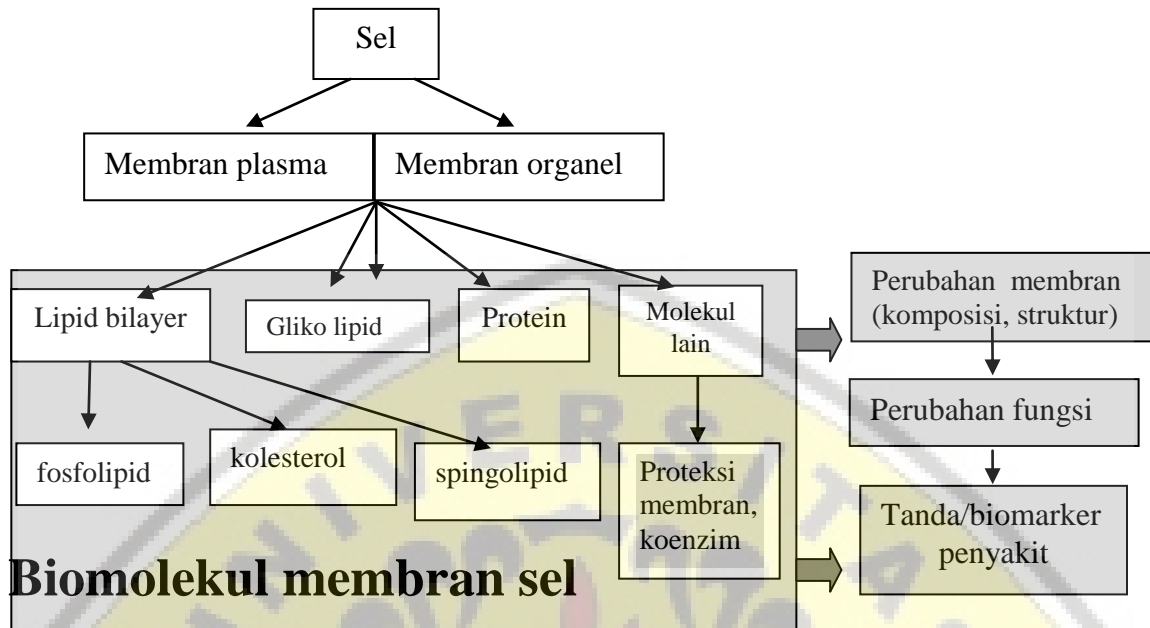 Sel
Membran plasma
Membran organel
Lipid bilayer
Gliko lipid
Protein
Molekul
lain
Perubahan membran
(komposisi, struktur)
Perubahan fungsi
fosfolipid
kolesterol
spingolipid
Proteksi
membran,
koenzim
Tanda/biomarker
penyakit
Biomolekul membran sel
UNIVERSITA